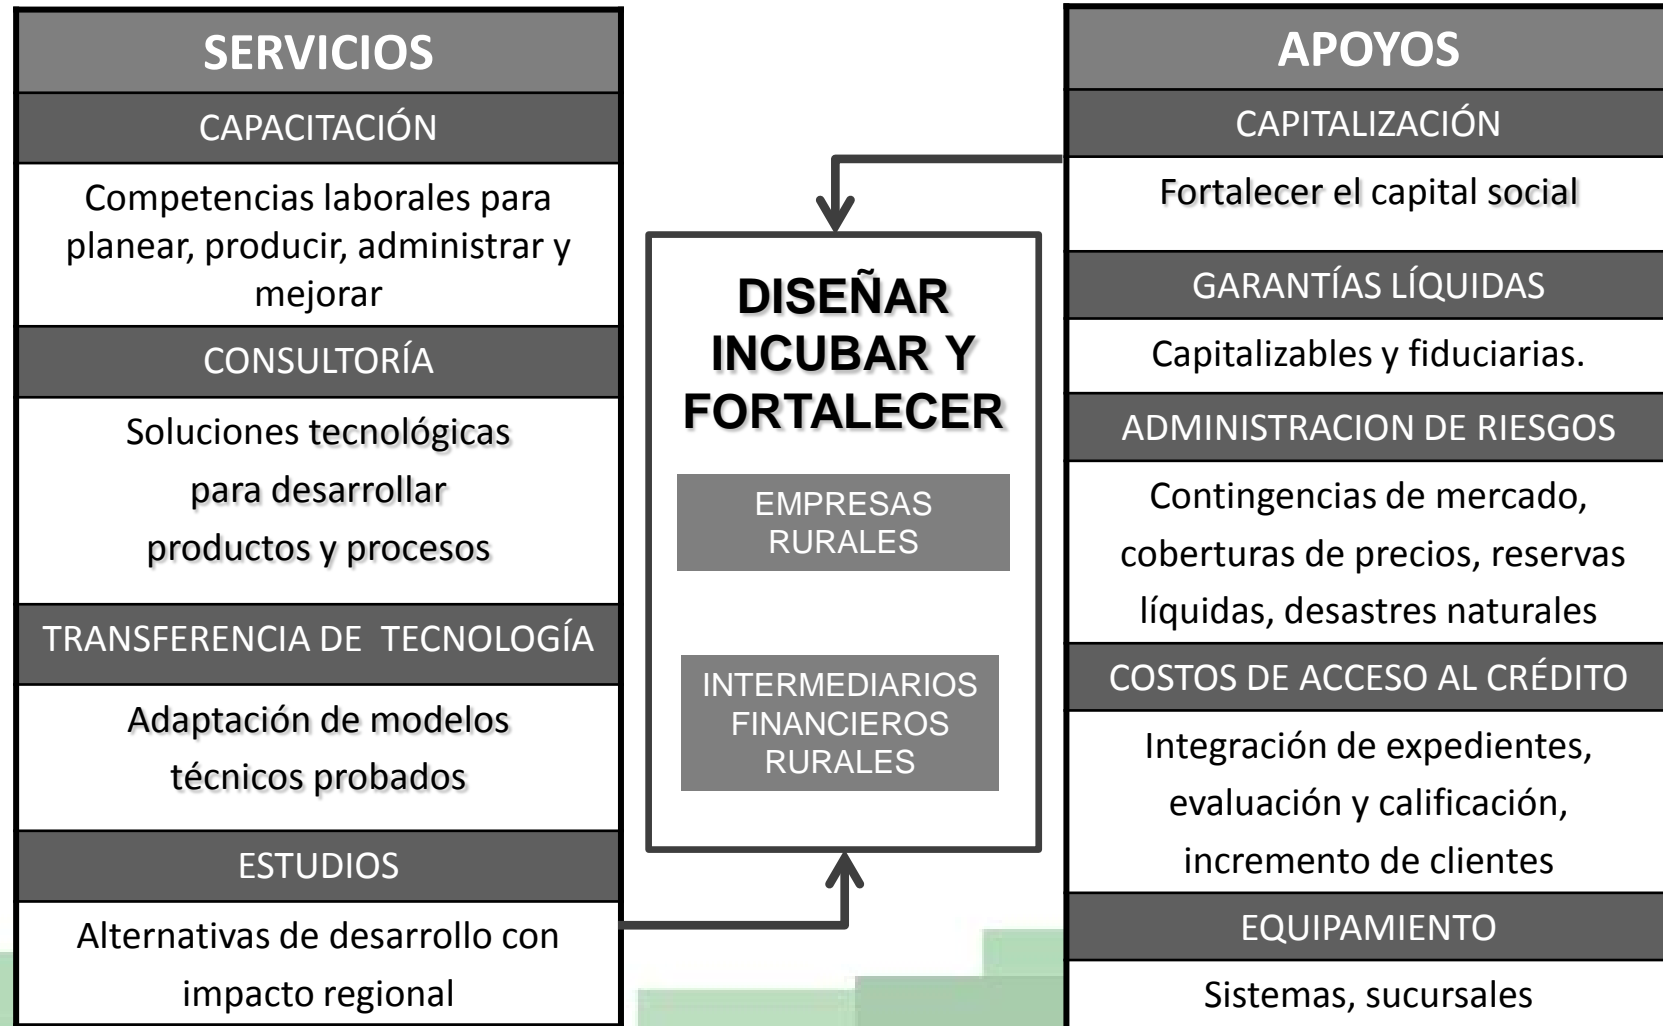 SERVICIOS
CAPACITACIÓN
Competencias laborales para
planear, producir, administrar y
mejorar
CONSULTORÍA
Soluciones tecnológicas
para desarrollar
productos y procesos
TRANSFERENCIA DE TECNOLOGÍA
Adaptación de modelos
técnicos probados
ESTUDIOS
Alternativas de desarrollo con
impacto regional
DISEÑAR
INCUBAR Y
FORTALECER
EMPRESAS
RURALES
INTERMEDIARIOS
FINANCIEROS
RURALES
APOYOS
CAPITALIZACIÓN
Fortalecer el capital social
GARANTÍAS LÍQUIDAS
Capitalizables y fiduciarias.
ADMINISTRACION DE RIESGOS
Contingencias de mercado,
coberturas de precios, reservas
líquidas, desastres naturales
COSTOS DE ACCESO AL CRÉDITO
Integración de expedientes,
evaluación y calificación,
incremento de clientes
EQUIPAMIENTO
Sistemas, sucursales